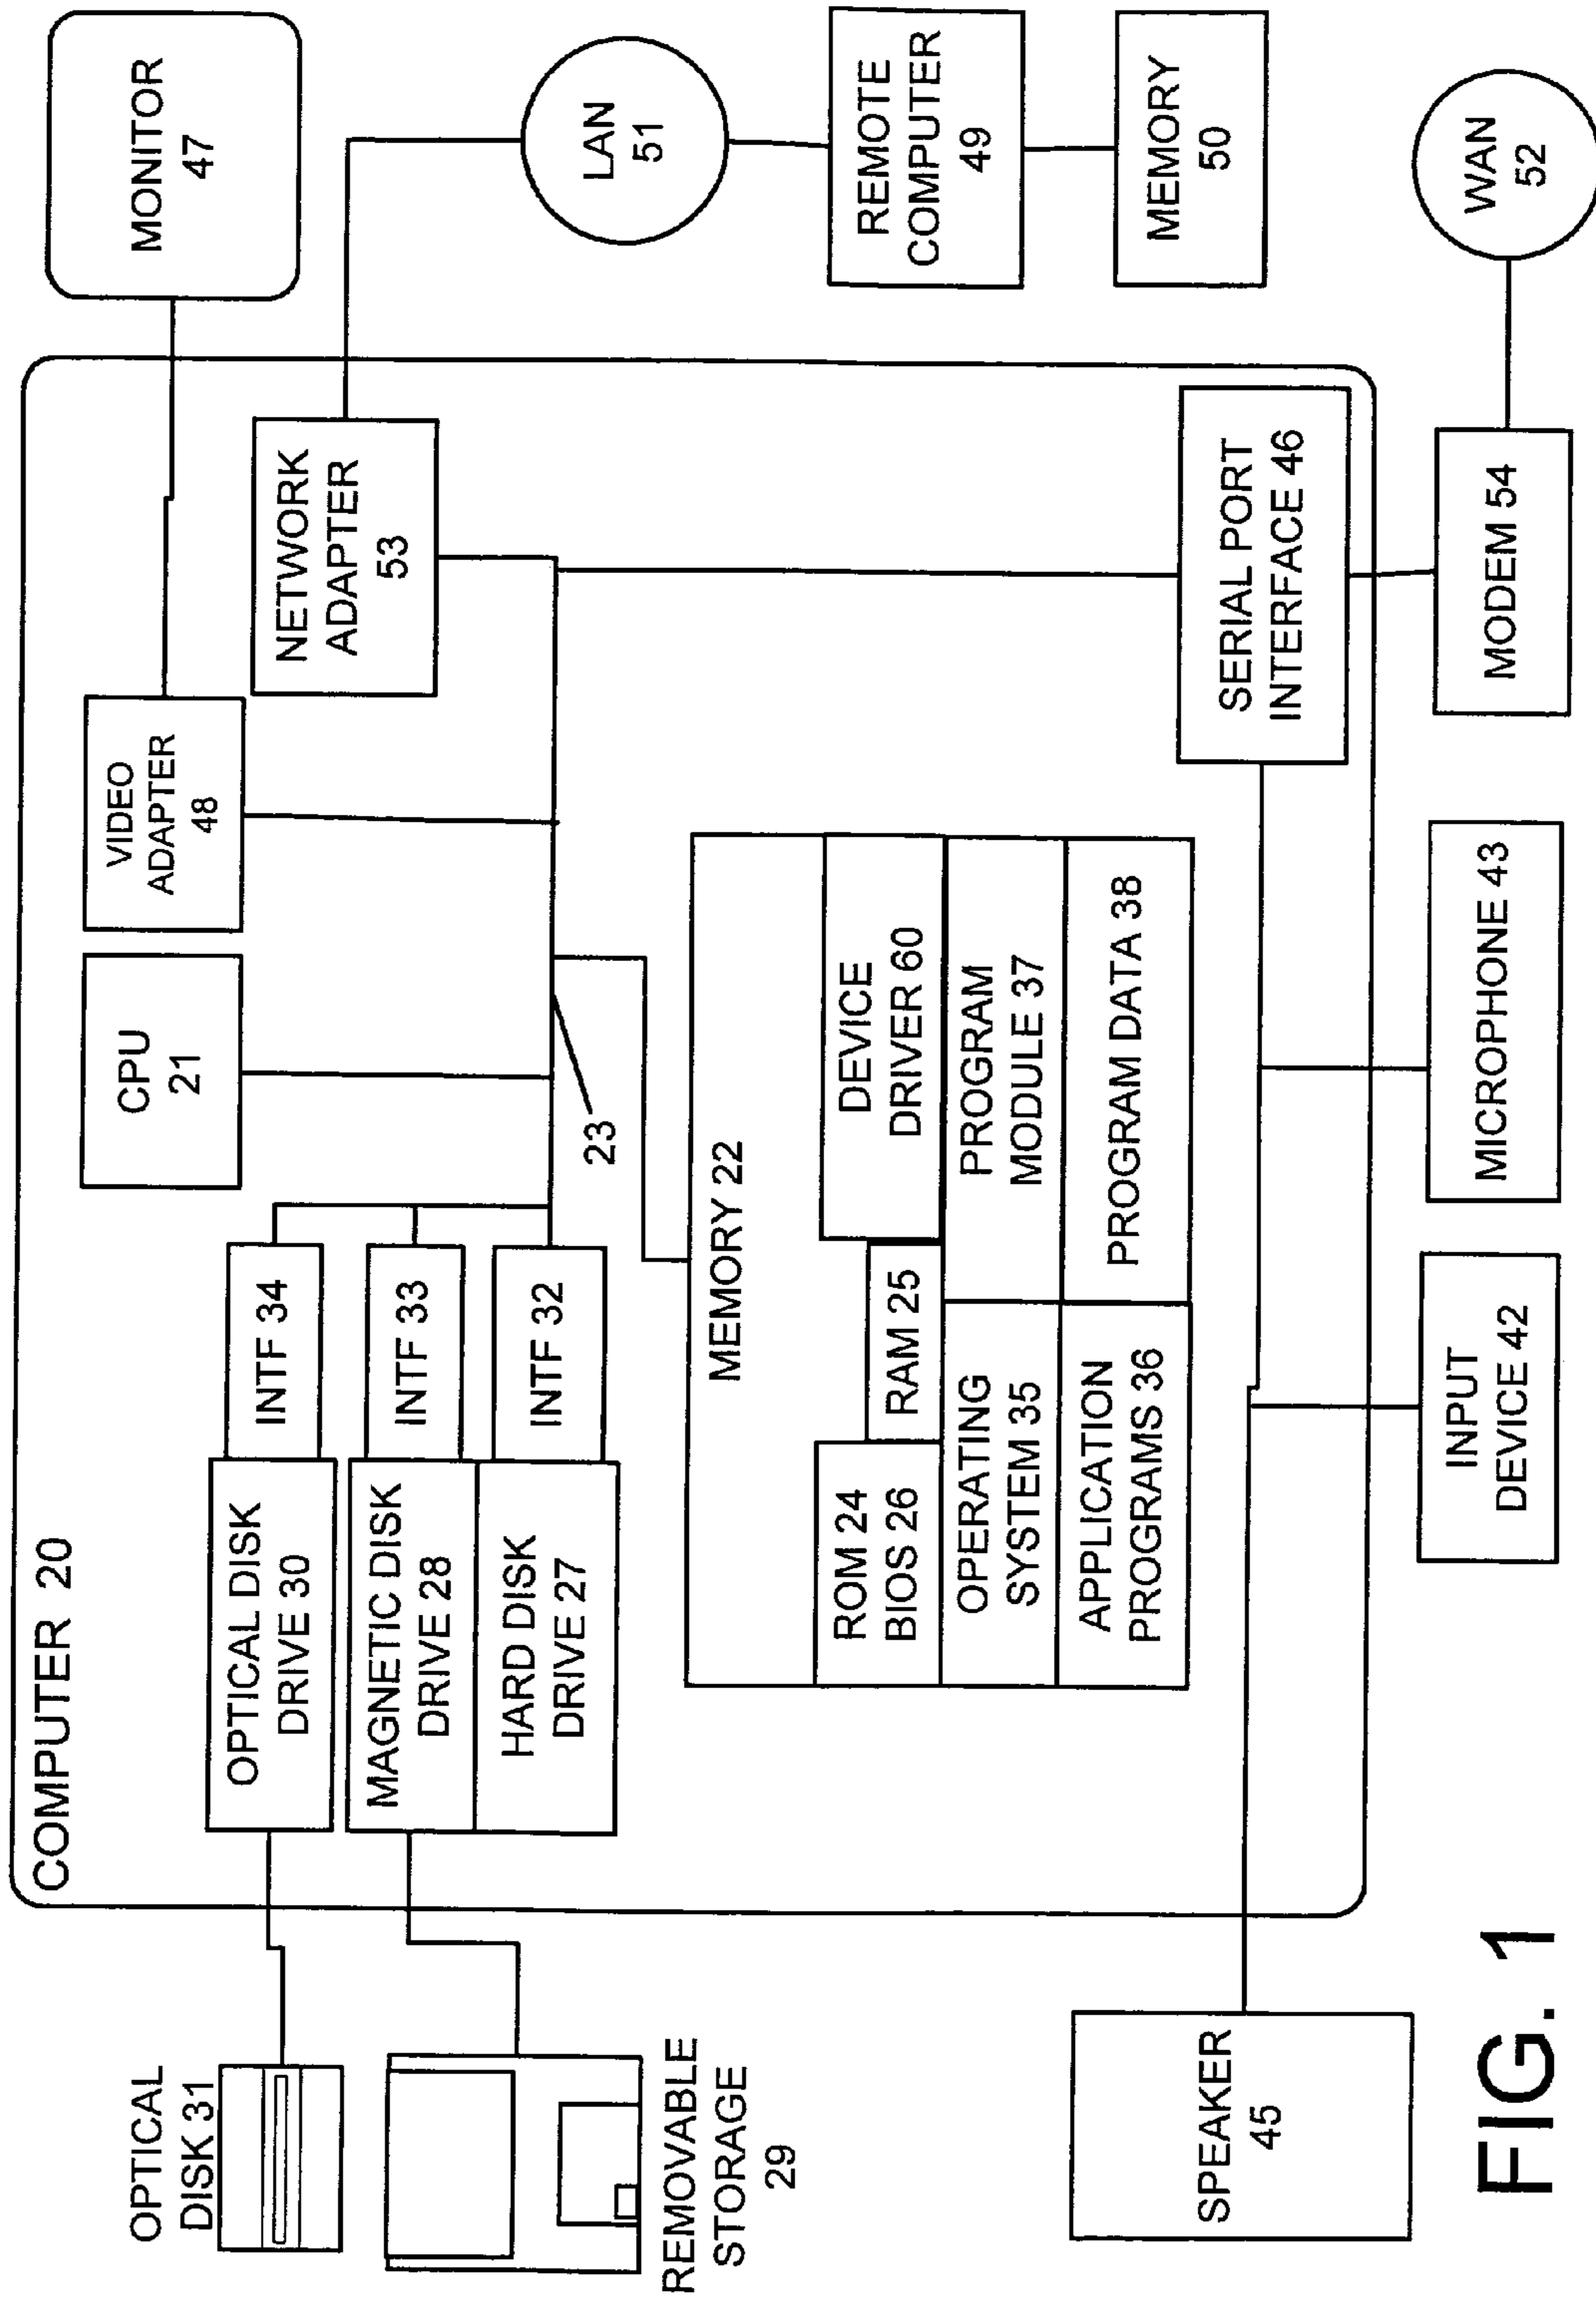 COMPUTER 20
OPTICAL
DISK 31
REMOVABLE
STORAGE
29
OPTICAL DISK
DRIVE 30
MAGNETIC DISK
DRIVE 28
HARD DISK
DRIVE 27
INTF 34
INTF 33
INTF 32
CPU
21
VIDEO
ADAPTER
48
NETWORK
ADAPTER
53
MONITOR
47
23
LAN
51
REMOTE
COMPUTER
49
MEMORY
50
MEMORY 22
ROM 24
BIOS 26
RAM 25
DEVICE
DRIVER 60
OPERATING
SYSTEM 35
PROGRAM
MODULE 37
APPLICATION
PROGRAMS 36
PROGRAM DATA 38
SERIAL PORT
INTERFACE 46
SPEAKER
45
INPUT
DEVICE 42
MICROPHONE 43
MODEM 54
WAN
52
FIG. 1